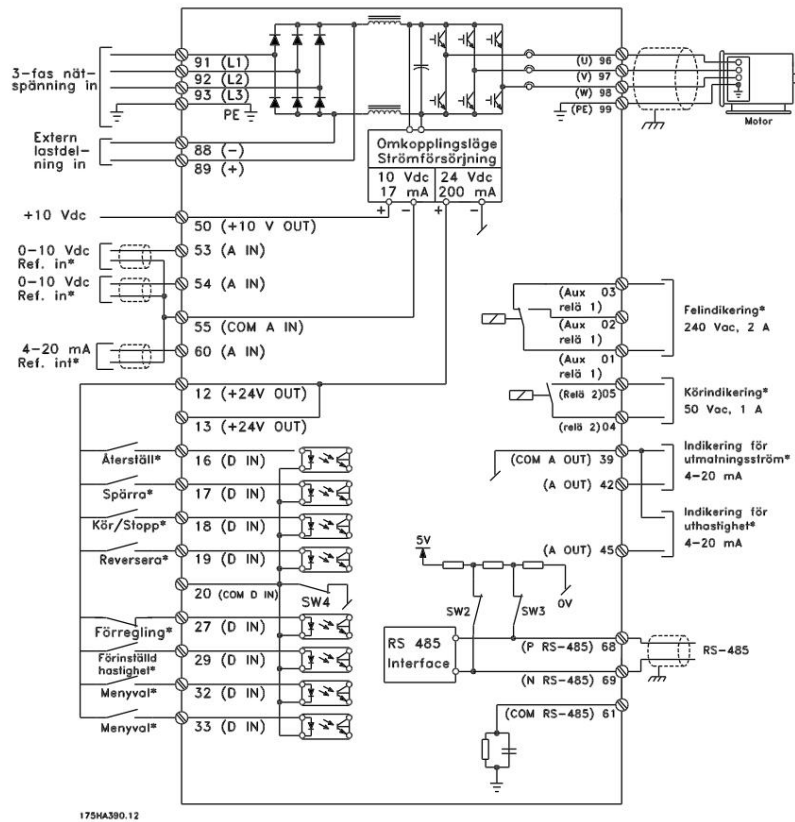 3-fas nät-
spänning in
91 (L1)
92 (L2)
93 (L3)
PE
Extern
lastdel-
ning in
88 (-)
89 (+)
Omkopplingsläge
Strömförsörjning
10 Vdc
17 mA
24 Vdc
200 mA
+ - + -
(U) 96
(V) 97
(W) 98
(PE) 99
Motor
+10 Vdc
50 (+10 V OUT)
0-10 Vdc
Ref. in*
53 (A IN)
0-10 Vdc
Ref. in*
54 (A IN)
55 (COM A IN)
4-20 mA
Ref. int*
60 (A IN)
12 (+24V OUT)
13 (+24V OUT)
Återställ*
16 (D IN)
Spärra*
17 (D IN)
Kör/Stopp*
18 (D IN)
Reversera*
19 (D IN)
20 (COM D IN)
SW4
Förregling*
27 (D IN)
Förinställd
hastighet*
29 (D IN)
Menyval*
32 (D IN)
Menyval*
33 (D IN)
(Aux 03
relä 1)
(Aux 02
relä 1)
(Aux 01
relä 1)
Felindikering*
240 Vac, 2 A
(Relä 2)05
(relä 2)04
Körindikering*
50 Vac, 1 A
(COM A OUT) 39
(A OUT) 42
Indikering för
utmatningsström*
4-20 mA
(A OUT) 45
Indikering för
uthastighet*
4-20 mA
5V
0V
SW2
SW3
RS 485
Interface
(P RS-485) 68
(N RS-485) 69
RS-485
(COM RS-485) 61
175HA390.12